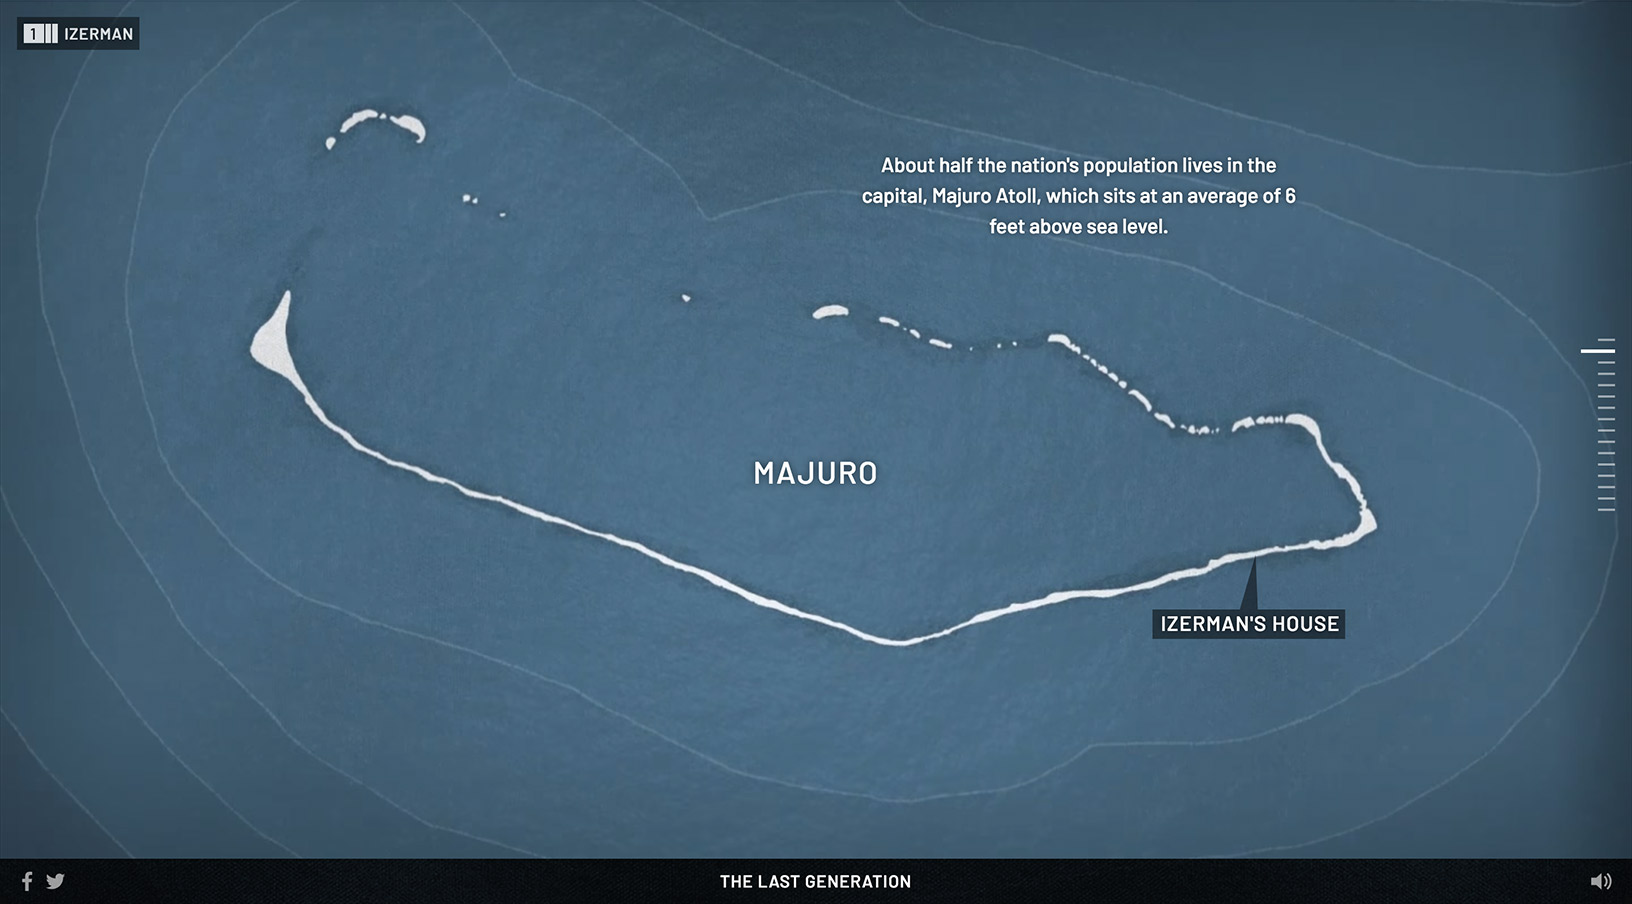 1 IZERMAN
About half the nation's population lives in the
capital, Majuro Atoll, which sits at an average of 6
feet above sea level.
MAJURO
IZERMAN'S HOUSE
THE LAST GENERATION